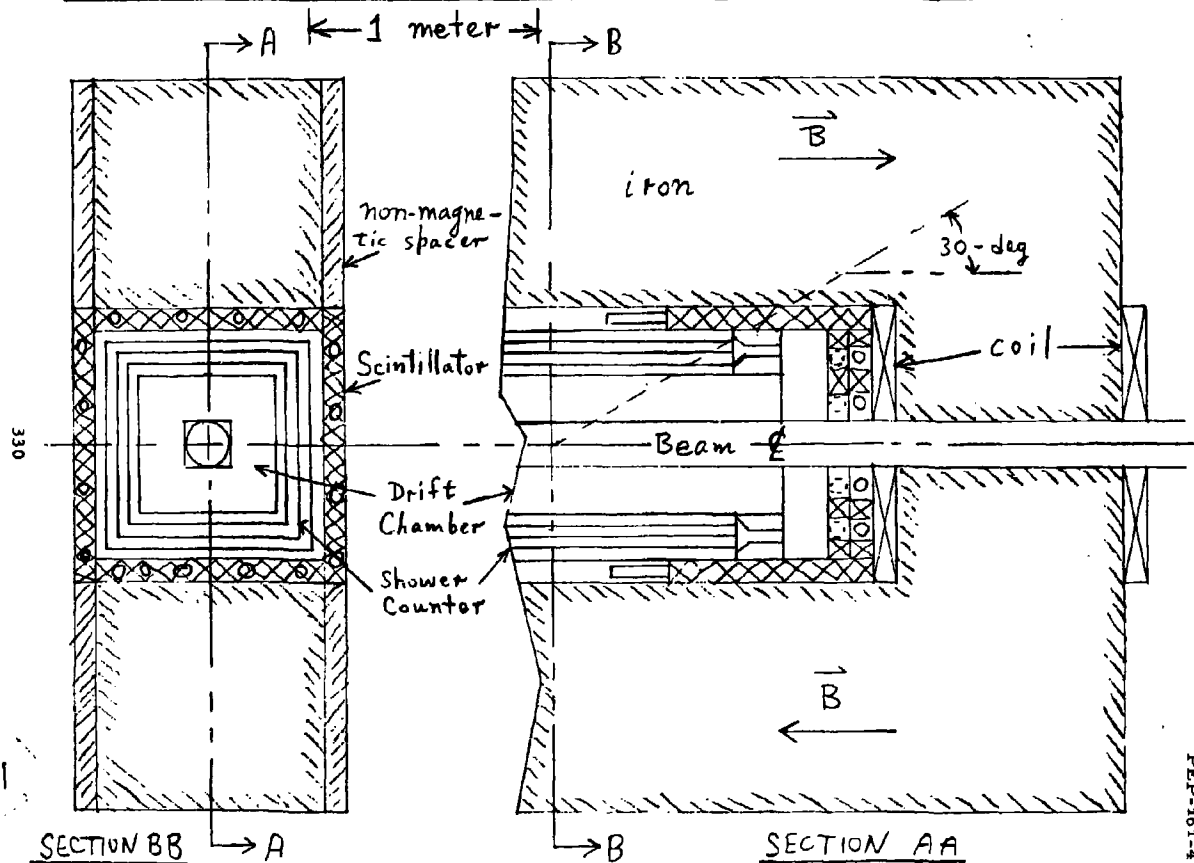 1 meter
A
B
B
iron
30-deg
non-magne-
tic spacer
Scintillator
coil
Beam ℄
330
Drift
Chamber
Shower
Counter
B
SECTION BB
A
B
SECTION AA